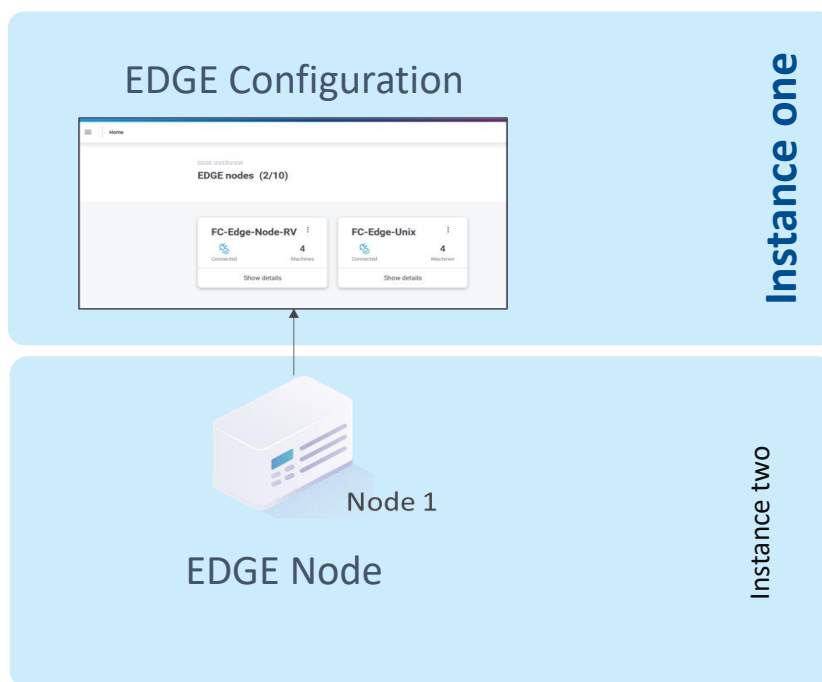 EDGE Configuration
Instance one
Home
EDGE OVERVIEW
EDGE nodes (2/10)
FC-Edge-Node-RV
FC-Edge-Unix
4
4
Connected
Machines
Connected
Machines
Show details
Show details
Node 1
EDGE Node
Instance two